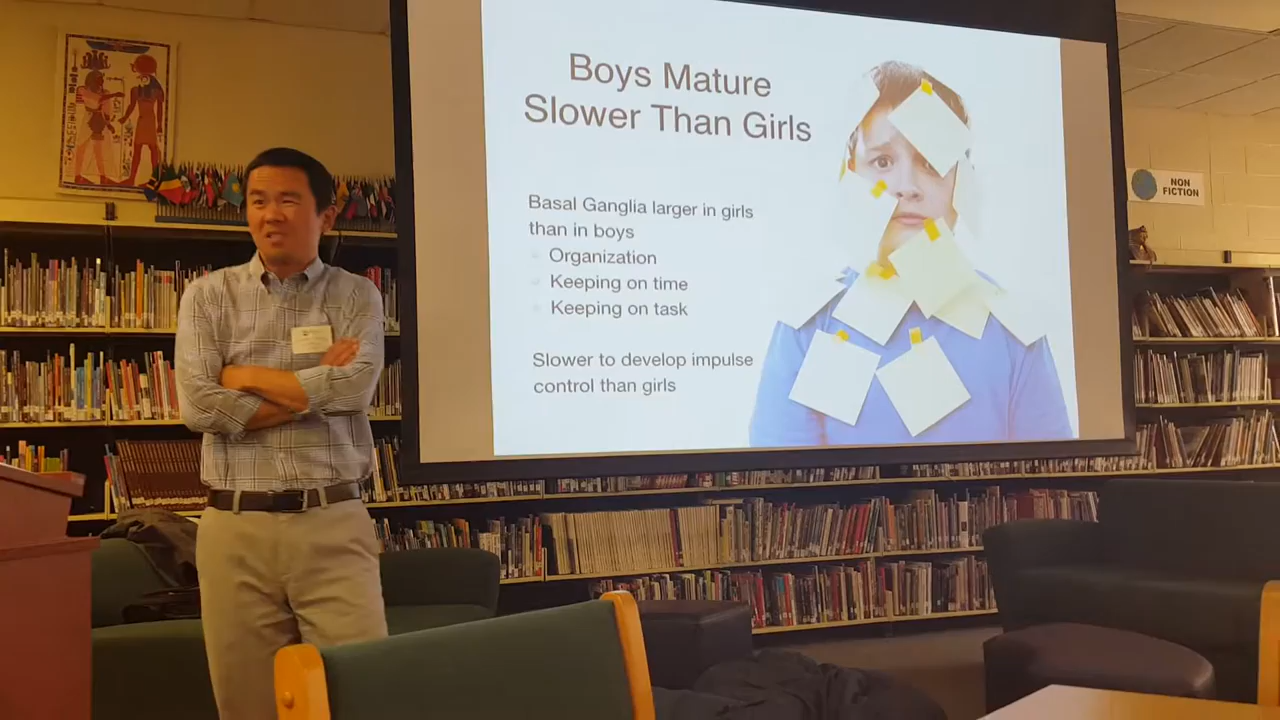 Boys Mature
Slower Than Girls
Basal Ganglia larger in girls
than in boys
Organization
Keeping on time
Keeping on task
Slower to develop impulse
control than girls
NON
FICTION